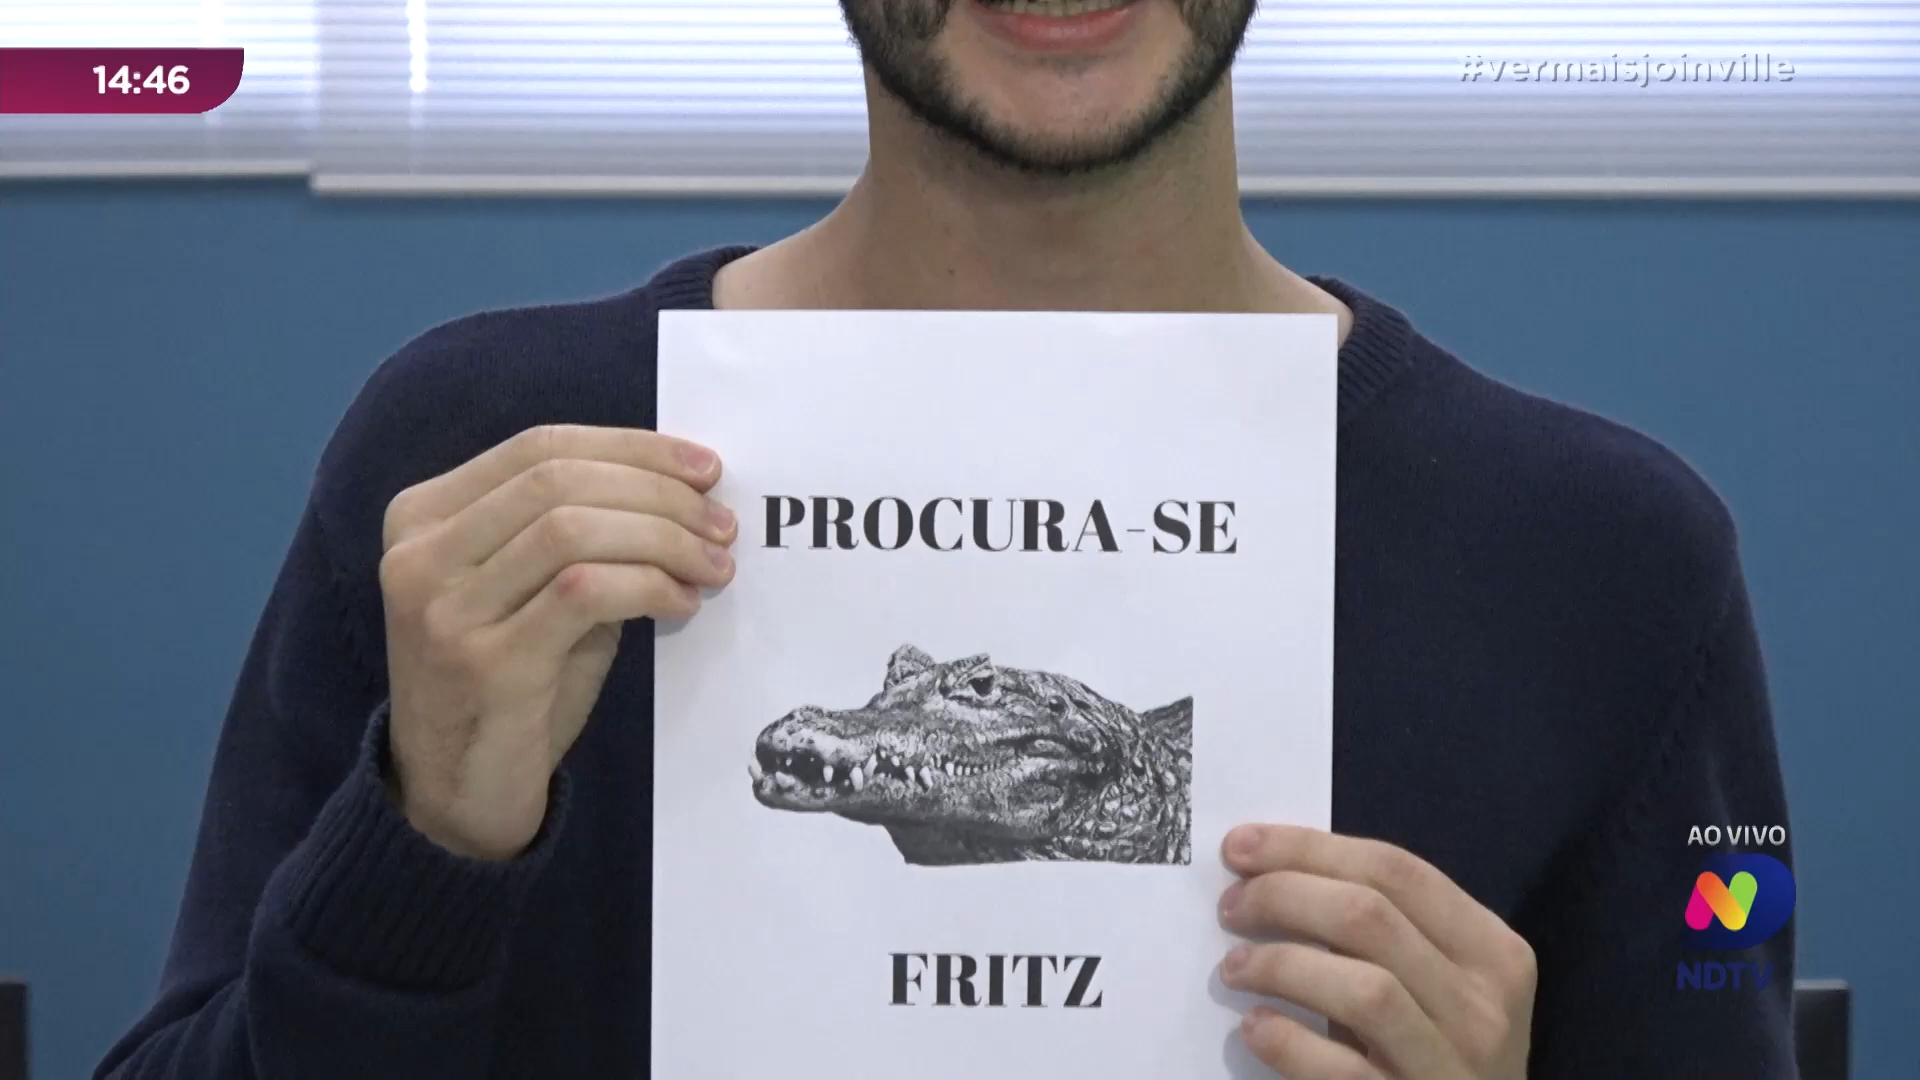 14:46
#vermaisjoinville
PROCURA-SE
FRITZ
AO VIVO
NDTV